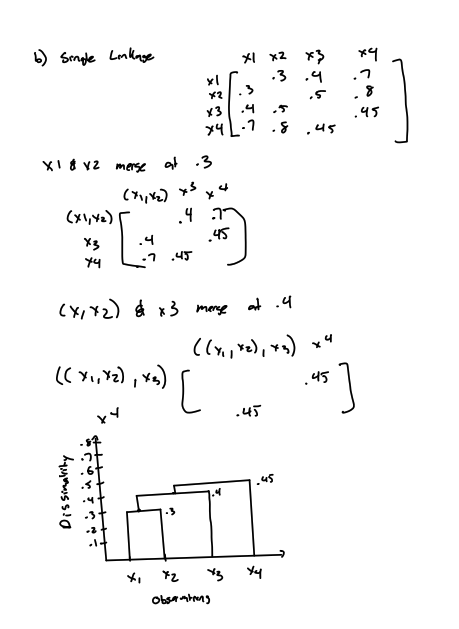 b) Single Linkage
x1 x2 x3 x4
x1 .3 .4 .7
x2 .3 .5 .8
x3 .4 .5 .45
x4 .7 .8 .45
x1 & x2 merge at .3
(x1,x2) x3 x4
(x1,x2) .4 .7
x3 .4 .45
x4 .7 .45
(x1 x2) & x3 merge at .4
((x1,x2),x3) x4
((x1,x2),x3) .45
x4 .45
Dissimilarity
.8
.7
.6
.5
.4
.3
.2
.1
.3
.4
.45
x1 x2 x3 x4
Observations